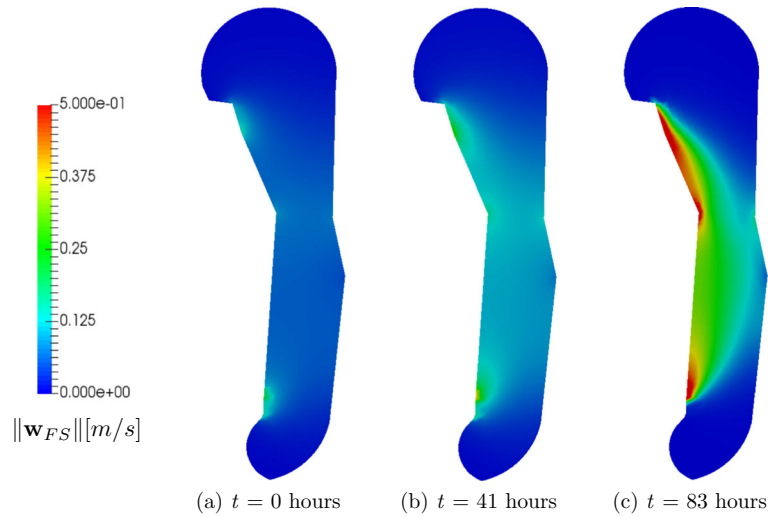 5.000e-01
0.375
0.25
0.125
0.000e+00
‖w_FS‖[m/s]
(a) t = 0 hours
(b) t = 41 hours
(c) t = 83 hours